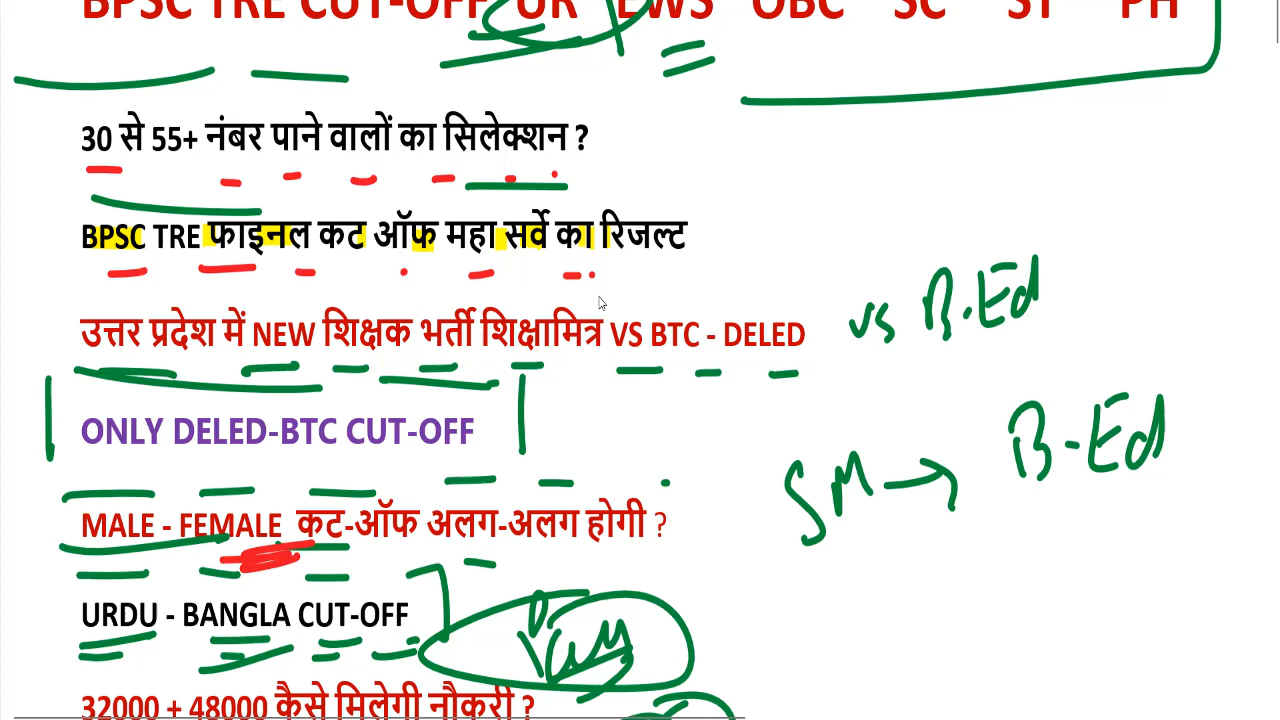 BPSC TRE CUT-OFF UR EWS OBC SC ST PH
30 से 55+ नंबर पाने वालों का सिलेक्शन ?
BPSC TRE फाइनल कट ऑफ महा सर्वे का रिजल्ट
उत्तर प्रदेश में NEW शिक्षक भर्ती शिक्षामित्र VS BTC - DELED vs B.Ed
ONLY DELED-BTC CUT-OFF
SM → B-Ed
MALE - FEMALE कट-ऑफ अलग-अलग होगी ?
URDU - BANGLA CUT-OFF
32000 + 48000 कैसे मिलेगी नौकरी ?